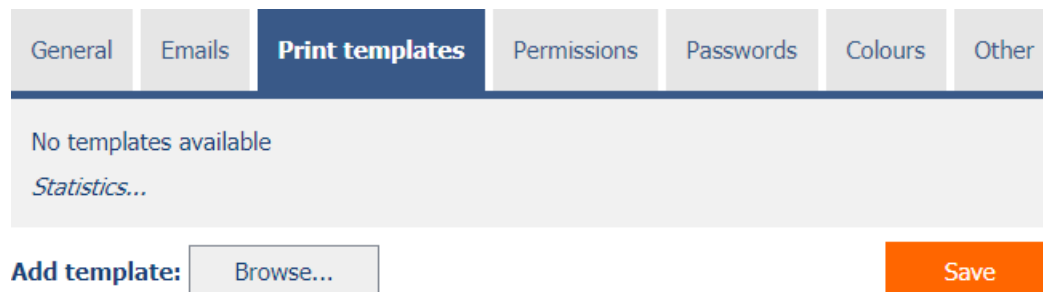 General Emails Print templates Permissions Passwords Colours Other
No templates available
Statistics...
Add template: Browse... Save